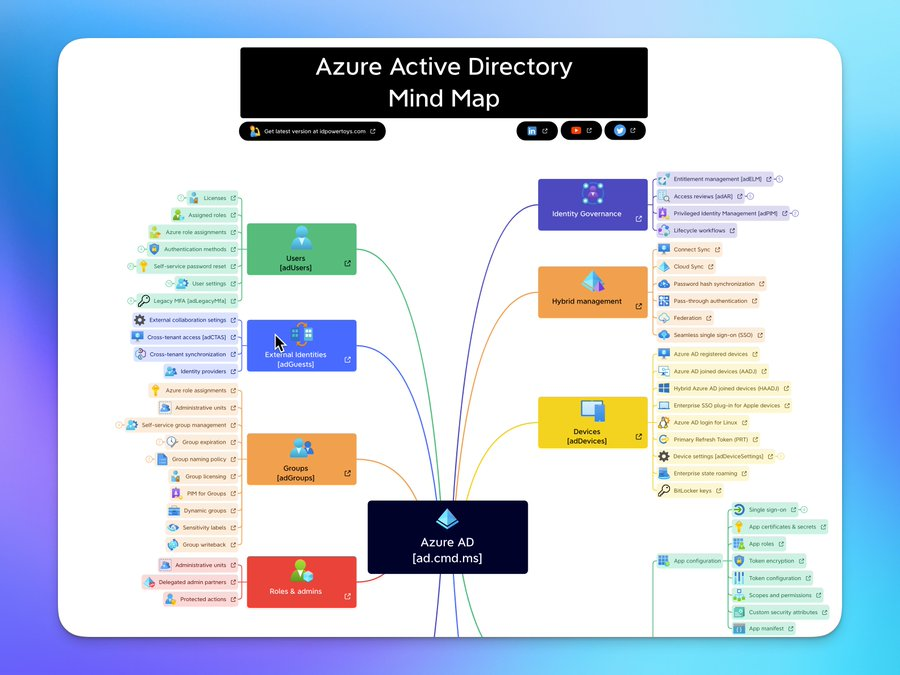 Azure Active Directory
Mind Map
Get latest version at idpowertoys.com
Licenses
Assigned roles
Azure role assignments
Authentication methods
Self-service password reset
User settings
Legacy MFA [adLegacyMfa]
Users
[adUsers]
External collaboration setings
Cross-tenant access [adCTAS]
Cross-tenant synchronization
Identity providers
External Identities
[adGuests]
Azure role assignments
Administrative units
Self-service group management
Group expiration
Group naming policy
Group licensing
PIM for Groups
Dynamic groups
Sensitivity labels
Group writeback
Groups
[adGroups]
Administrative units
Delegated admin partners
Protected actions
Roles & admins
Azure AD
[ad.cmd.ms]
Identity Governance
Entitlement management [adELM]
Access reviews [adAR]
Privileged Identity Management [adPIM]
Lifecycle workflows
Hybrid management
Connect Sync
Cloud Sync
Password hash synchronization
Pass-through authentication
Federation
Seamless single sign-on (SSO)
Devices
[adDevices]
Azure AD registered devices
Azure AD joined devices (AADJ)
Hybrid Azure AD joined devices (HAADJ)
Enterprise SSO plug-in for Apple devices
Azure AD login for Linux
Primary Refresh Token (PRT)
Device settings [adDeviceSettings]
Enterprise state roaming
BitLocker keys
App configuration
Single sign-on
App certificates & secrets
App roles
Token encryption
Token configuration
Scopes and permissions
Custom security attributes
App manifest